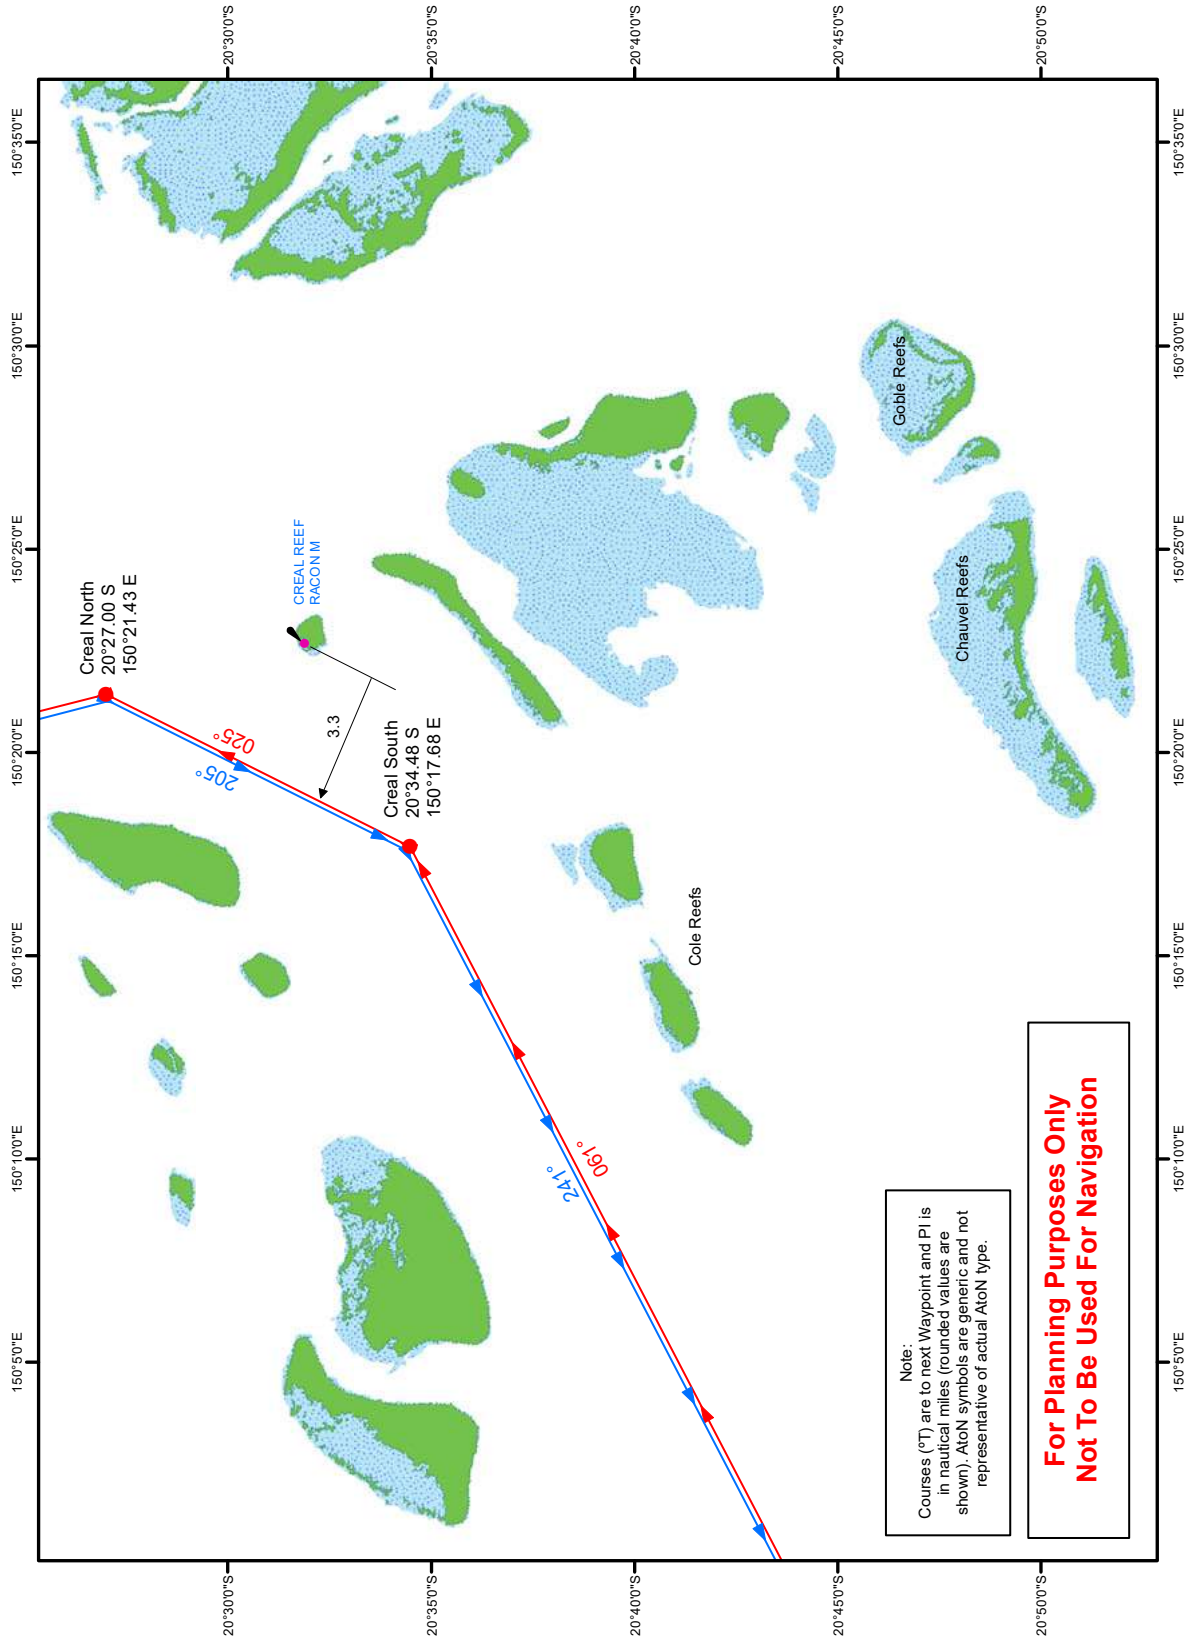 20°30'0"S
20°35'0"S
20°40'0"S
20°45'0"S
20°50'0"S
150°35'0"E
150°30'0"E
150°25'0"E
150°20'0"E
150°15'0"E
150°10'0"E
150°5'0"E
150°35'0"E
150°30'0"E
150°25'0"E
150°20'0"E
150°15'0"E
150°10'0"E
150°5'0"E
20°30'0"S
20°35'0"S
20°40'0"S
20°45'0"S
20°50'0"S
Creal North
20°27.00 S
150°21.43 E
CREAL REEF
RACON M
3.3
025°
205°
Creal South
20°34.48 S
150°17.68 E
Goble Reefs
Chauvel Reefs
Cole Reefs
241°
061°
Note:
Courses (°T) are to next Waypoint and PI is
in nautical miles (rounded values are
shown). AtoN symbols are generic and not
representative of actual AtoN type.
For Planning Purposes Only
Not To Be Used For Navigation